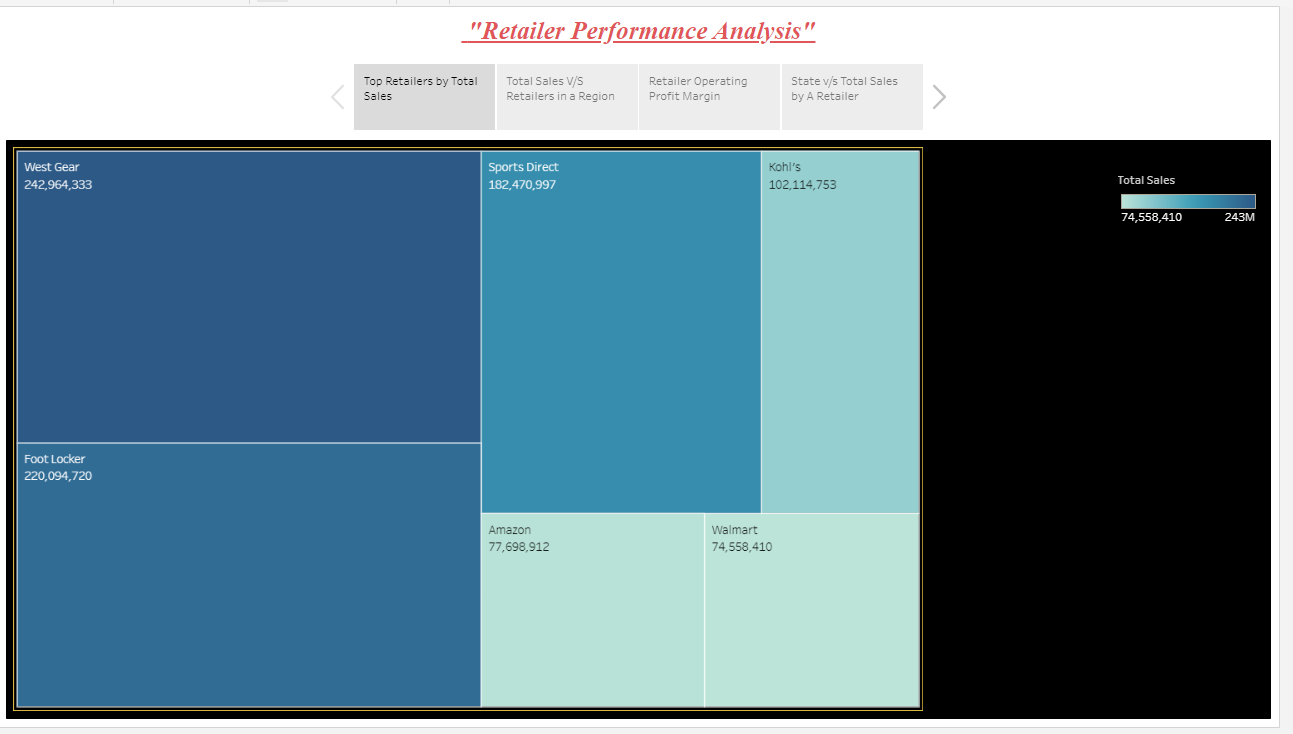 "Retailer Performance Analysis"
Top Retailers by Total
Sales
Total Sales V/S
Retailers in a Region
Retailer Operating
Profit Margin
State v/s Total Sales
by A Retailer
West Gear
242,964,333
Sports Direct
182,470,997
Kohl's
102,114,753
Total Sales
74,558,410
243M
Foot Locker
220,094,720
Amazon
77,698,912
Walmart
74,558,410